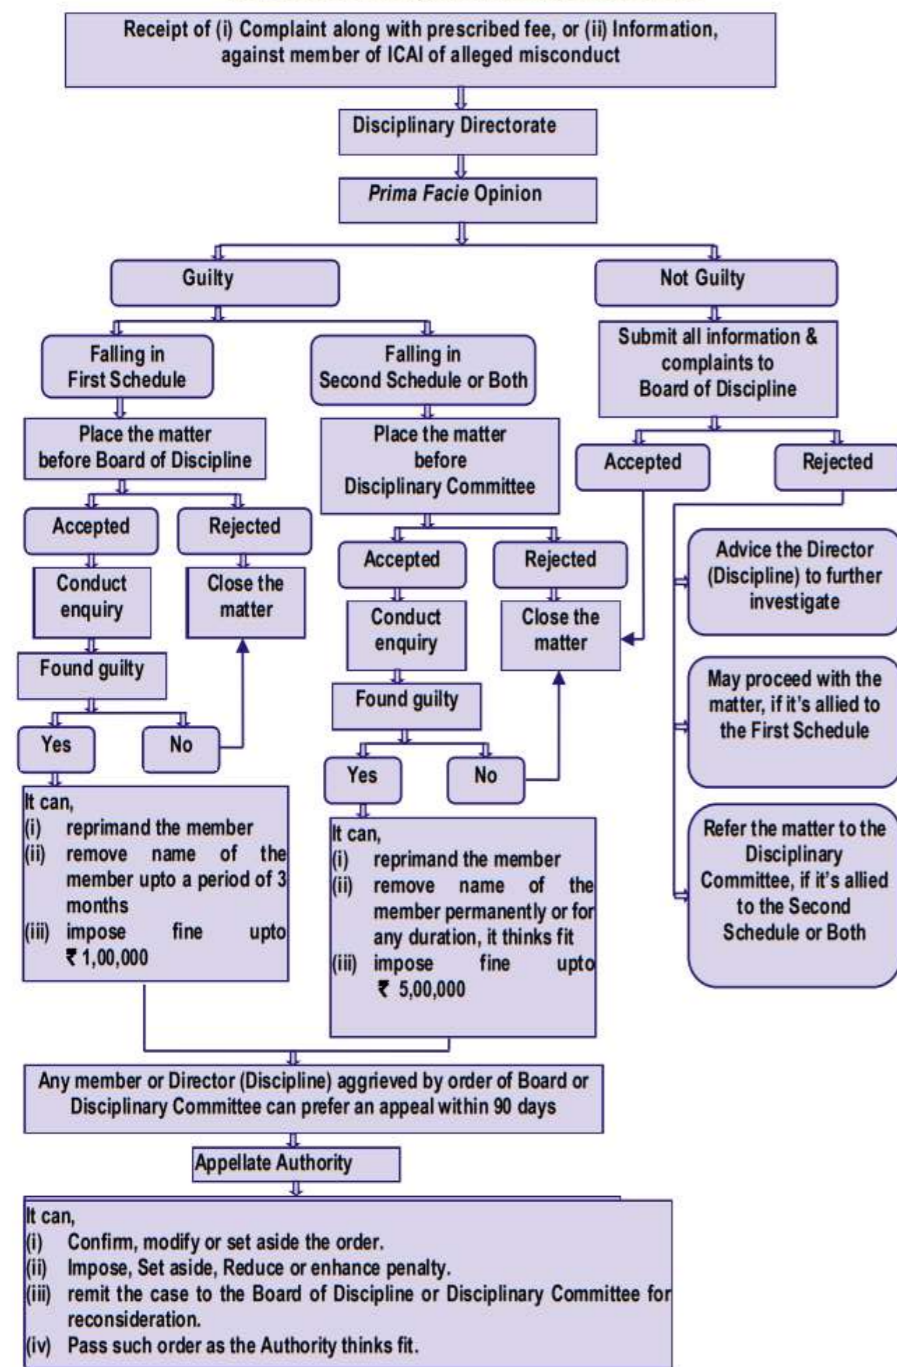 Receipt of (i) Complaint along with prescribed fee, or (ii) Information,
against member of ICAI of alleged misconduct
Disciplinary Directorate
Prima Facie Opinion
Guilty
Not Guilty
Falling in
First Schedule
Falling in
Second Schedule or Both
Submit all information &
complaints to
Board of Discipline
Place the matter
before Board of Discipline
Place the matter
before
Disciplinary Committee
Accepted
Rejected
Accepted
Rejected
Accepted
Rejected
Conduct
enquiry
Close the
matter
Conduct
enquiry
Close the
matter
Advice the Director
(Discipline) to further
investigate
Found guilty
Found guilty
May proceed with the
matter, if it's allied to
the First Schedule
Yes
No
Yes
No
It can,
(i) reprimand the member
(ii) remove name of the
member upto a period of 3
months
(iii) impose fine upto
₹ 1,00,000
It can,
(i) reprimand the member
(ii) remove name of the
member permanently or for
any duration, it thinks fit
(iii) impose fine upto
₹ 5,00,000
Refer the matter to the
Disciplinary
Committee, if it's allied
to the Second
Schedule or Both
Any member or Director (Discipline) aggrieved by order of Board or
Disciplinary Committee can prefer an appeal within 90 days
Appellate Authority
It can,
(i) Confirm, modify or set aside the order.
(ii) Impose, Set aside, Reduce or enhance penalty.
(iii) remit the case to the Board of Discipline or Disciplinary Committee for
reconsideration.
(iv) Pass such order as the Authority thinks fit.